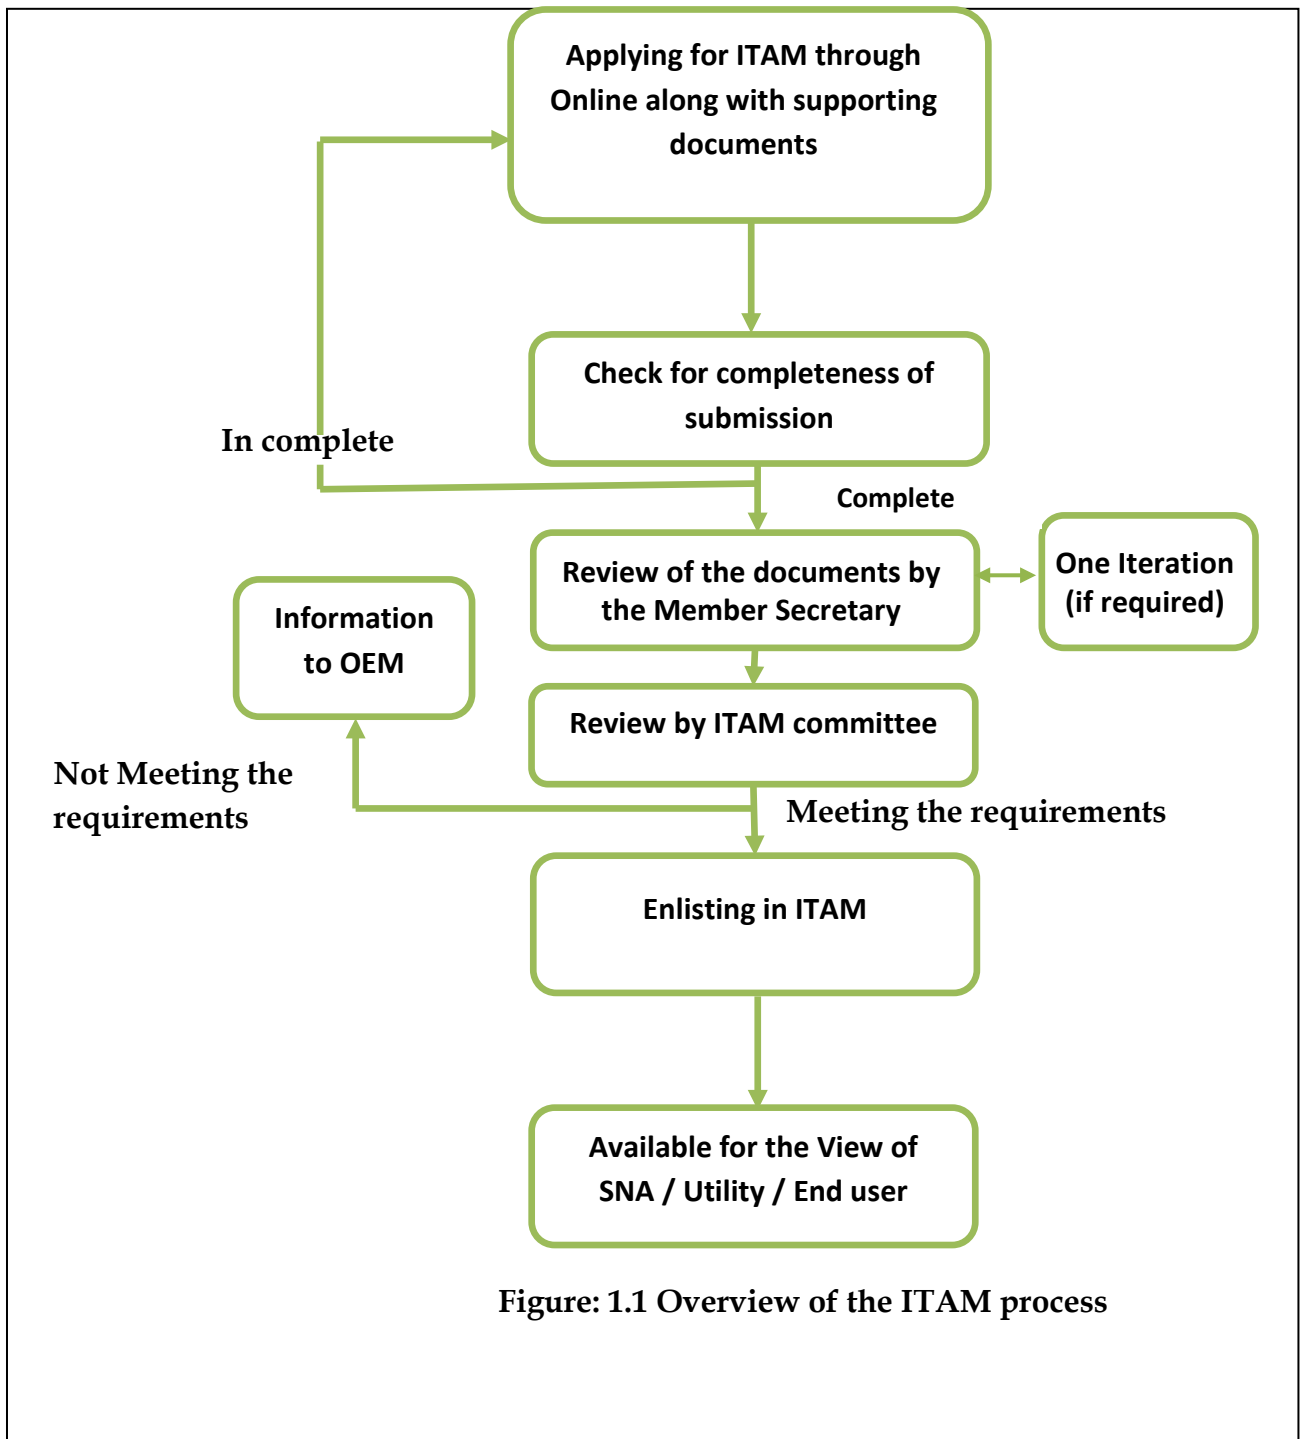 Applying for ITAM through
Online along with supporting
documents
Check for completeness of
submission
In complete
Complete
Review of the documents by
the Member Secretary
One Iteration
(if required)
Information
to OEM
Review by ITAM committee
Not Meeting the
requirements
Meeting the requirements
Enlisting in ITAM
Available for the View of
SNA / Utility / End user
Figure: 1.1 Overview of the ITAM process